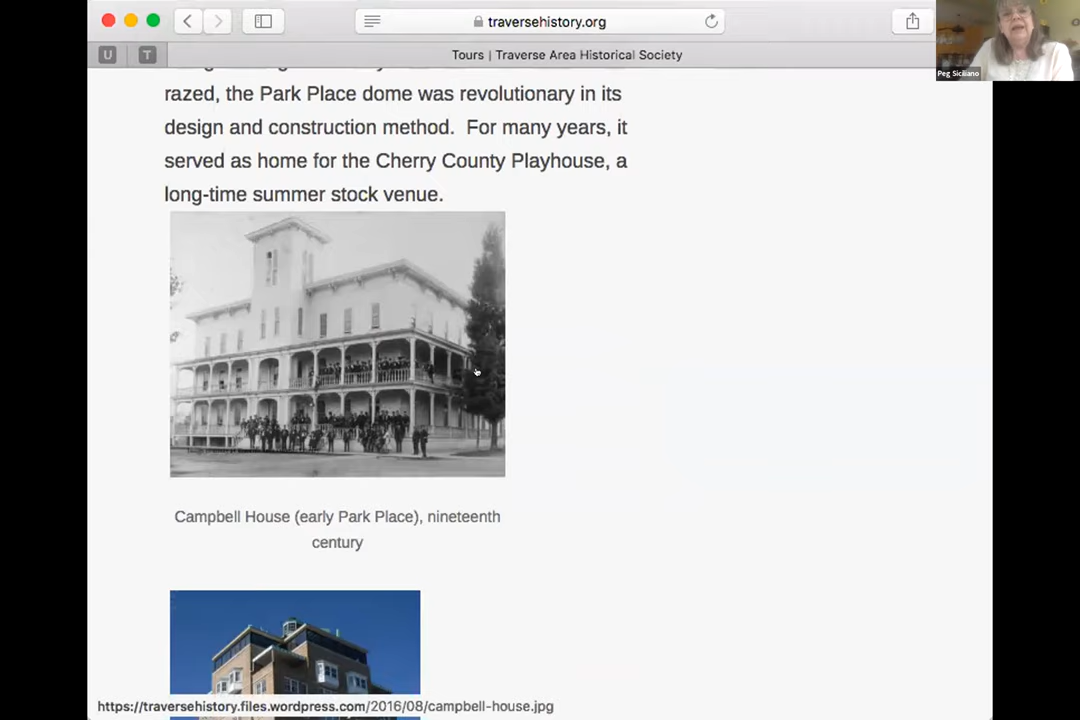 traversehistory.org
U
T
Tours | Traverse Area Historical Society
Peg Siciliano
razed, the Park Place dome was revolutionary in its
design and construction method.  For many years, it
served as home for the Cherry County Playhouse, a
long-time summer stock venue.
Campbell House (early Park Place), nineteenth
century
https://traversehistory.files.wordpress.com/2016/08/campbell-house.jpg